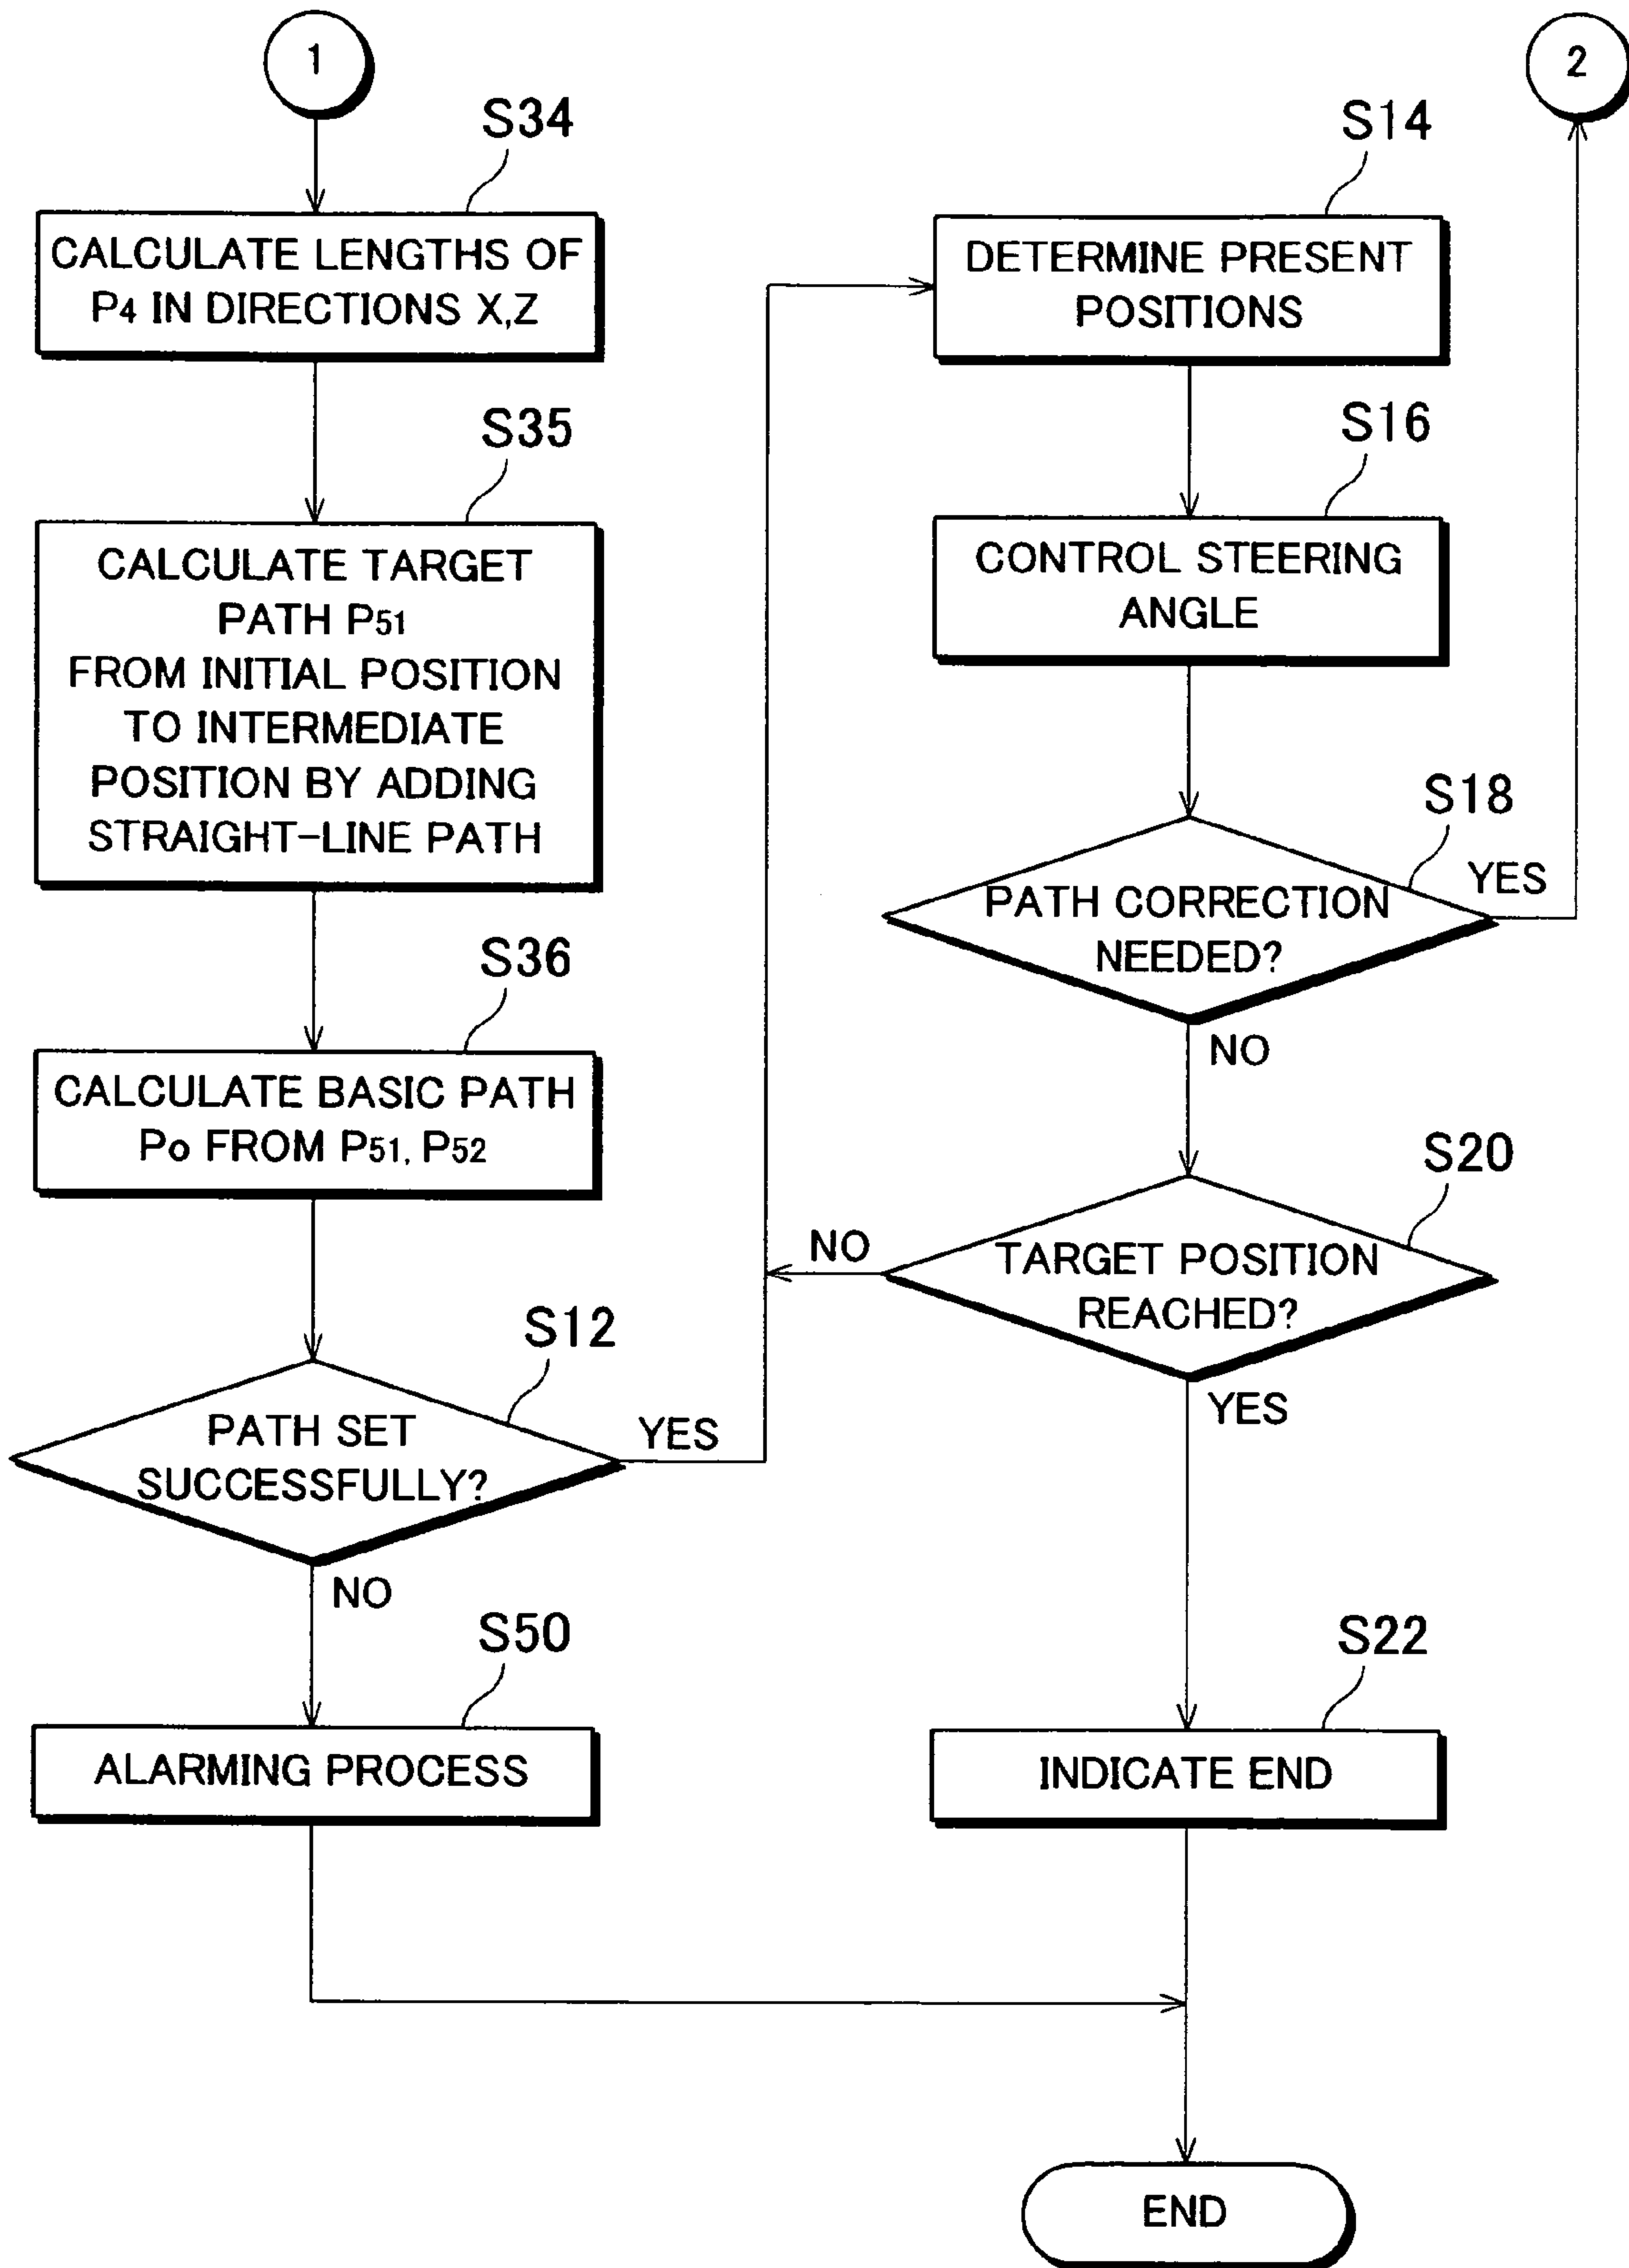 1
S34
CALCULATE LENGTHS OF
P4 IN DIRECTIONS X,Z
S35
CALCULATE TARGET
PATH P51
FROM INITIAL POSITION
TO INTERMEDIATE
POSITION BY ADDING
STRAIGHT-LINE PATH
S36
CALCULATE BASIC PATH
Po FROM P51, P52
S12
PATH SET
SUCCESSFULLY?
YES
NO
S50
ALARMING PROCESS
2
S14
DETERMINE PRESENT
POSITIONS
S16
CONTROL STEERING
ANGLE
S18
PATH CORRECTION
NEEDED?
YES
NO
S20
TARGET POSITION
REACHED?
NO
YES
S22
INDICATE END
END